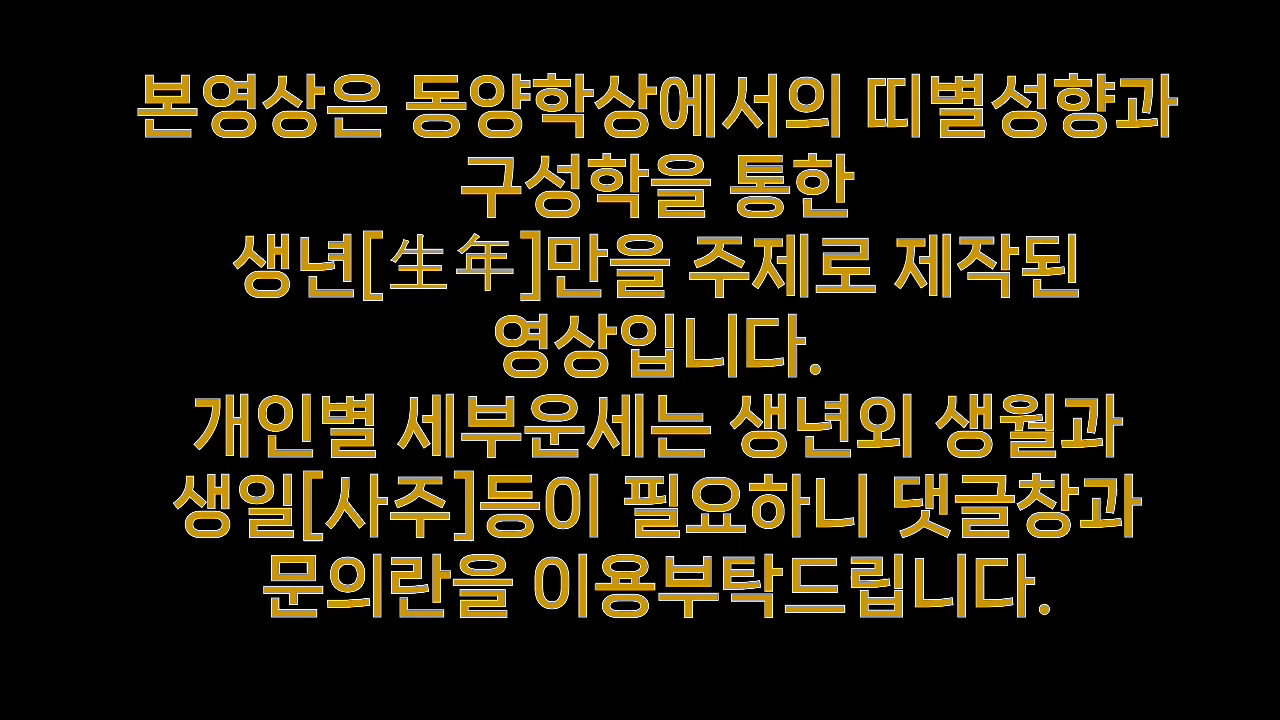 본영상은 동양학상에서의 띠별성향과
구성학을 통한
생년[生年]만을 주제로 제작된
영상입니다.
개인별 세부운세는 생년외 생월과
생일[사주]등이 필요하니 댓글창과
문의란을 이용부탁드립니다.